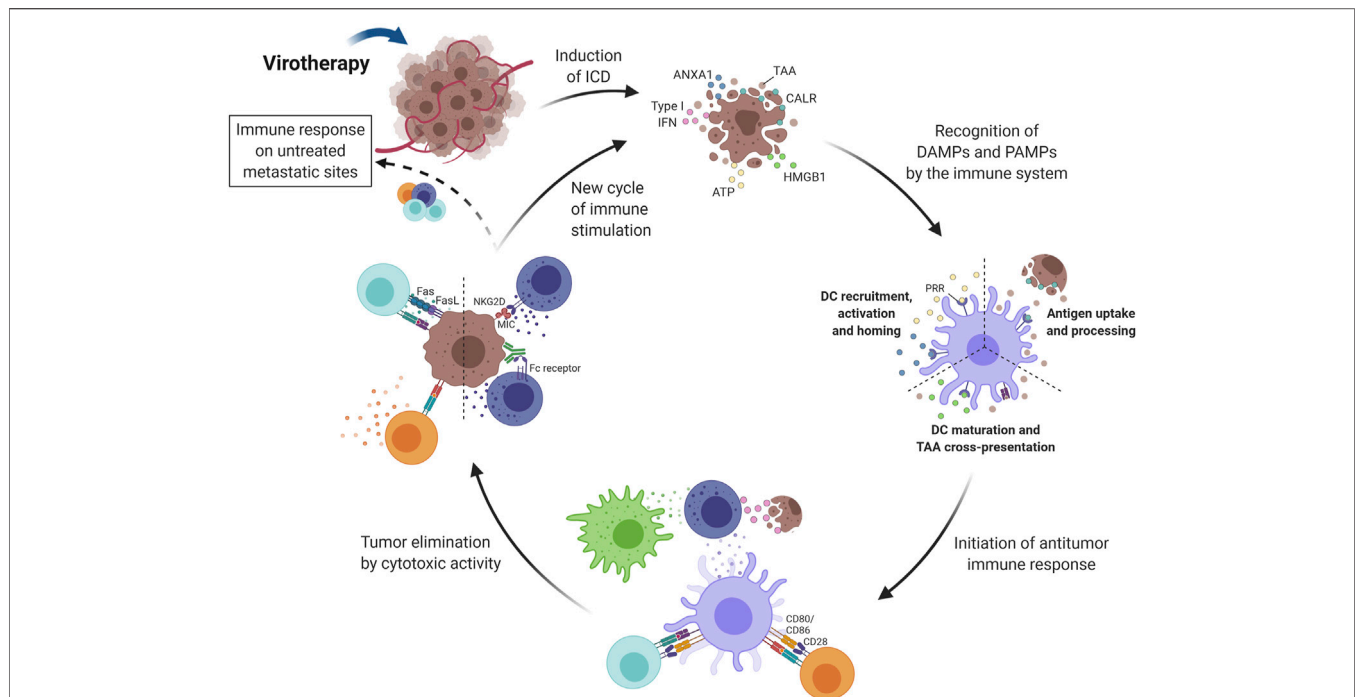 Virotherapy
Induction
of ICD
ANXA1
TAA
CALR
Type I
IFN
HMGB1
ATP
Immune response
on untreated
metastatic sites
New cycle
of immune
stimulation
Recognition of
DAMPs and PAMPs
by the immune system
PRR
DC recruitment,
activation
and homing
Antigen uptake
and processing
DC maturation and
TAA cross-presentation
Fas
FasL
NKG2D
MIC
Fc receptor
Initiation of antitumor
immune response
CD80/
CD86
CD28
Tumor elimination
by cytotoxic activity